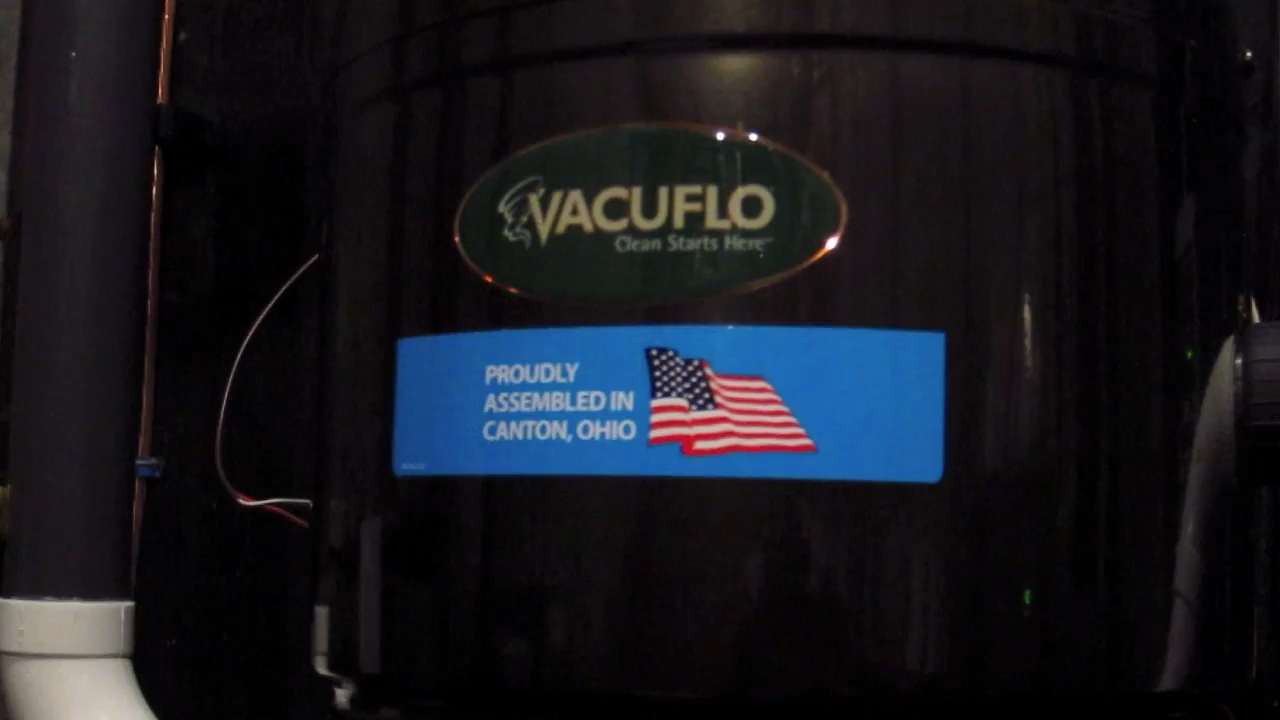 VACUFLO
Clean Starts Here
PROUDLY
ASSEMBLED IN
CANTON, OHIO